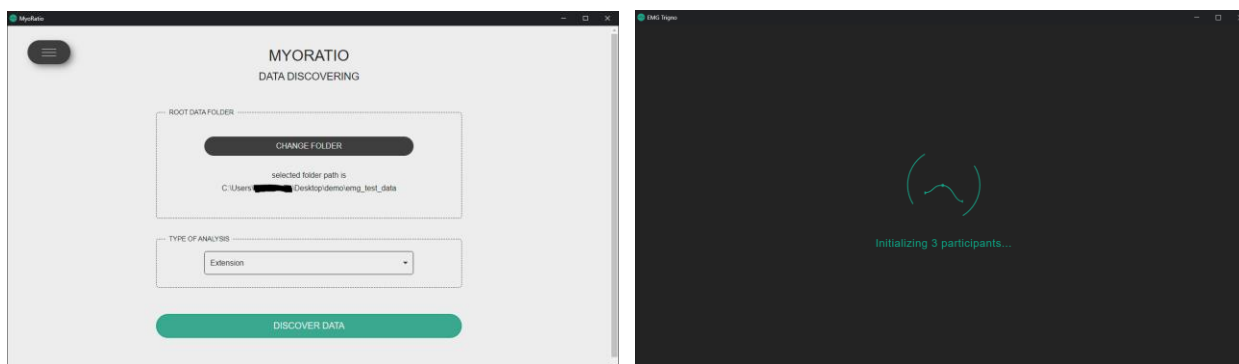 MyoRatio
MYORATIO
DATA DISCOVERING
ROOT DATA FOLDER
CHANGE FOLDER
selected folder path is
C:\Users\ \Desktop\demo\emg_test_data
TYPE OF ANALYSIS
Extension
DISCOVER DATA
EMG Trigno
Initializing 3 participants...